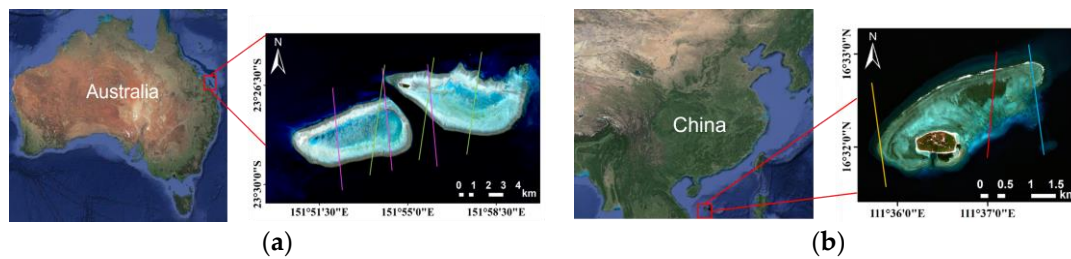 Australia
N
23°26'30"S
23°30'0"S
0 1 2 3 4
km
151°51'30"E 151°55'0"E 151°58'30"E
(a)
China
N
16°33'0"N
16°32'0"N
0 0.5 1 1.5
km
111°36'0"E 111°37'0"E
(b)